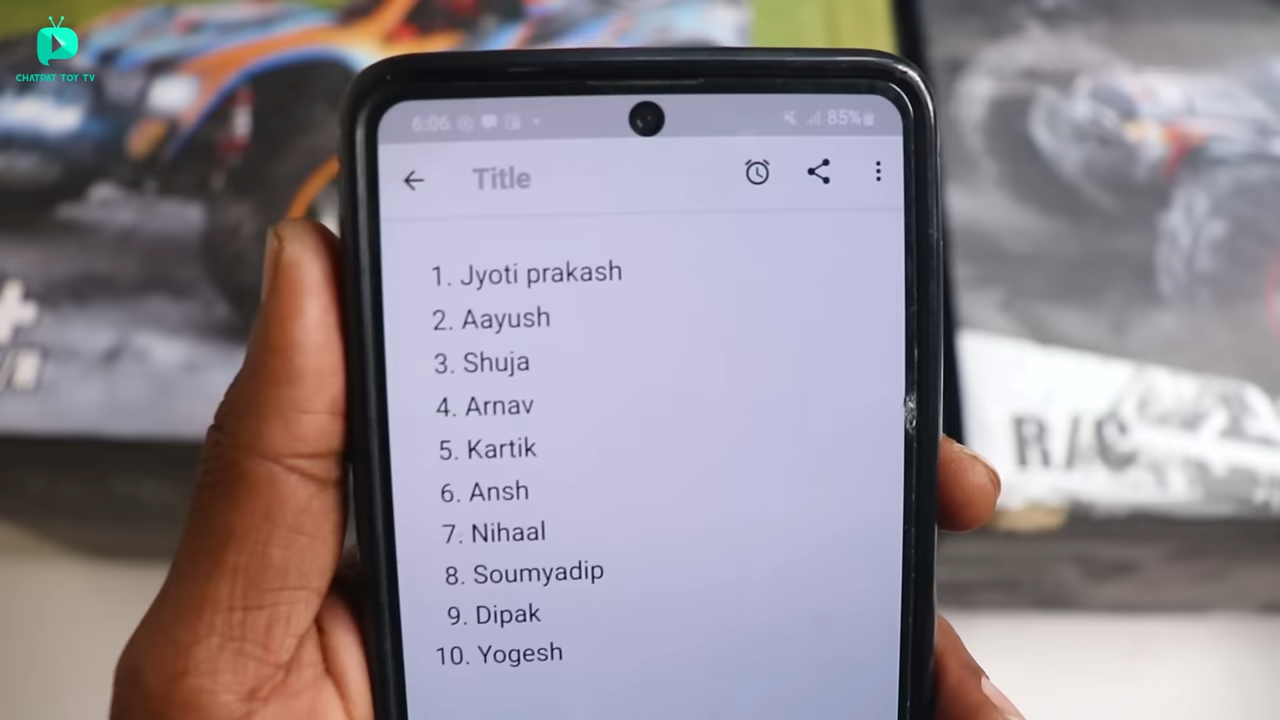 CHATPAT TOY TV
6:06
85%
Title
1. Jyoti prakash
2. Aayush
3. Shuja
4. Arnav
5. Kartik
6. Ansh
7. Nihaal
8. Soumyadip
9. Dipak
10. Yogesh
R/C